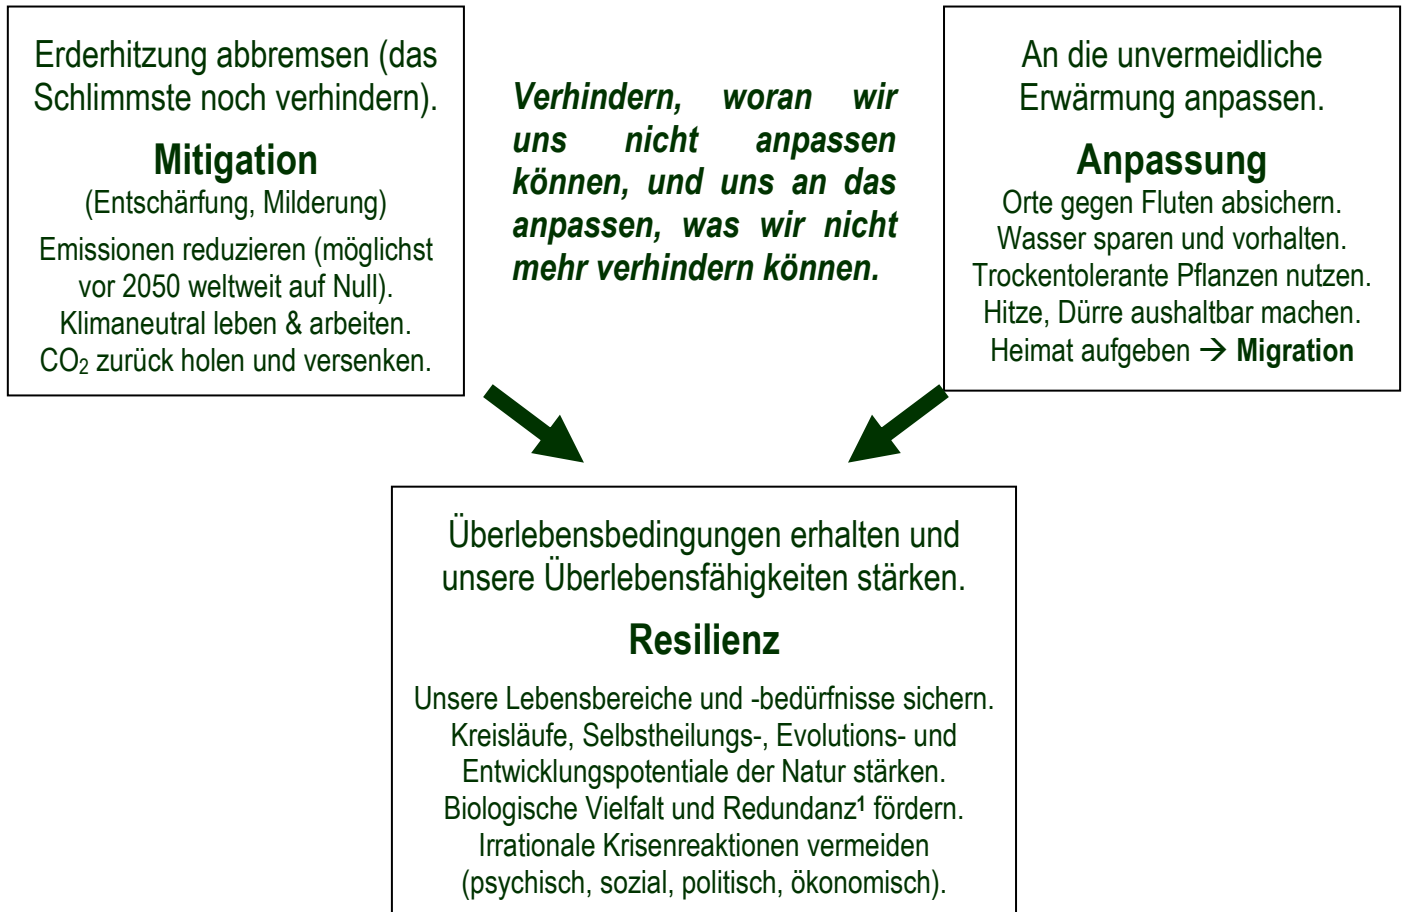 Erderhitzung abbremsen (das
Schlimmste noch verhindern).
Mitigation
(Entschärfung, Milderung)
Emissionen reduzieren (möglichst
vor 2050 weltweit auf Null).
Klimaneutral leben & arbeiten.
CO₂ zurück holen und versenken.
Verhindern, woran wir
uns nicht anpassen
können, und uns an das
anpassen, was wir nicht
mehr verhindern können.
An die unvermeidliche
Erwärmung anpassen.
Anpassung
Orte gegen Fluten absichern.
Wasser sparen und vorhalten.
Trockentolerante Pflanzen nutzen.
Hitze, Dürre aushaltbar machen.
Heimat aufgeben → Migration
Überlebensbedingungen erhalten und
unsere Überlebensfähigkeiten stärken.
Resilienz
Unsere Lebensbereiche und -bedürfnisse sichern.
Kreisläufe, Selbstheilungs-, Evolutions- und
Entwicklungspotentiale der Natur stärken.
Biologische Vielfalt und Redundanz¹ fördern.
Irrationale Krisenreaktionen vermeiden
(psychisch, sozial, politisch, ökonomisch).